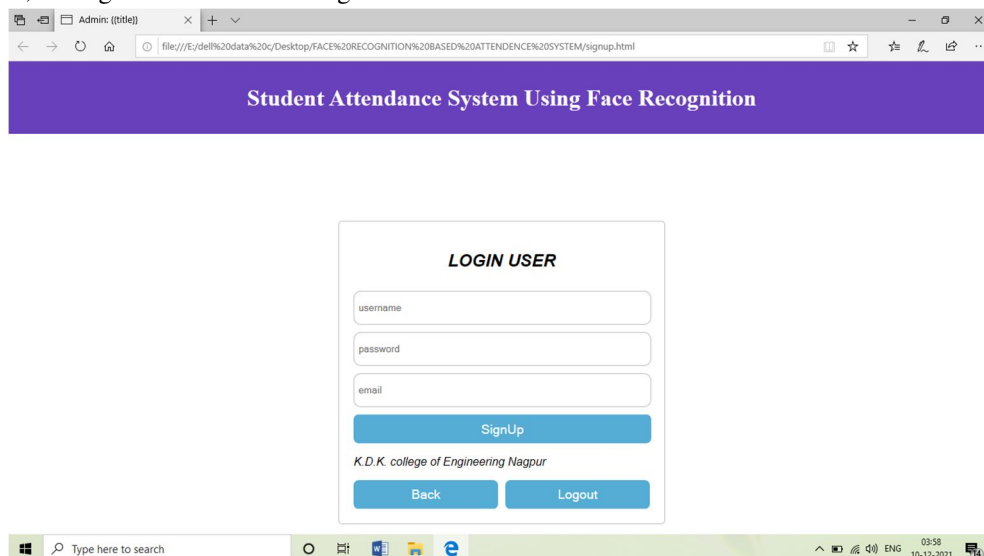 Admin: {{title}}
file:///E:/dell%20data%20c/Desktop/FACE%20RECOGNITION%20BASED%20ATTENDENCE%20SYSTEM/signup.html
Student Attendance System Using Face Recognition
LOGIN USER
username
password
email
SignUp
K.D.K. college of Engineering Nagpur
Back Logout
Type here to search
ENG 03:58
10-12-2021